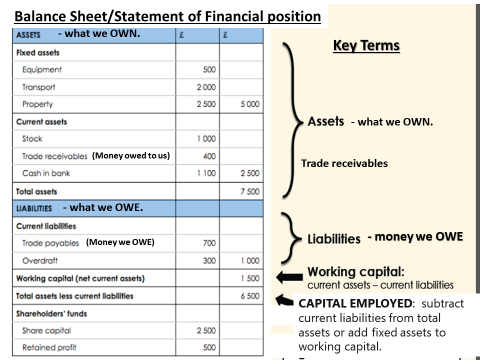 Balance Sheet/Statement of Financial position
ASSETS - what we OWN. £ £
Fixed assets
Equipment 500
Transport 2 000
Property 2 500 5 000
Current assets
Stock 1 000
Trade receivables (Money owed to us) 400
Cash in bank 1 100 2 500
Total assets 7 500
LIABILITIES - what we OWE.
Current liabilities
Trade payables (Money we OWE) 700
Overdraft 300 1 000
Working capital (net current assets) 1 500
Total assets less current liabilities 6 500
Shareholders' funds
Share capital 2 500
Retained profit 500
Key Terms
Assets - what we OWN.
Trade receivables
Liabilities - money we OWE
Working capital:
current assets – current liabilities
CAPITAL EMPLOYED: subtract
current liabilities from total
assets or add fixed assets to
working capital.